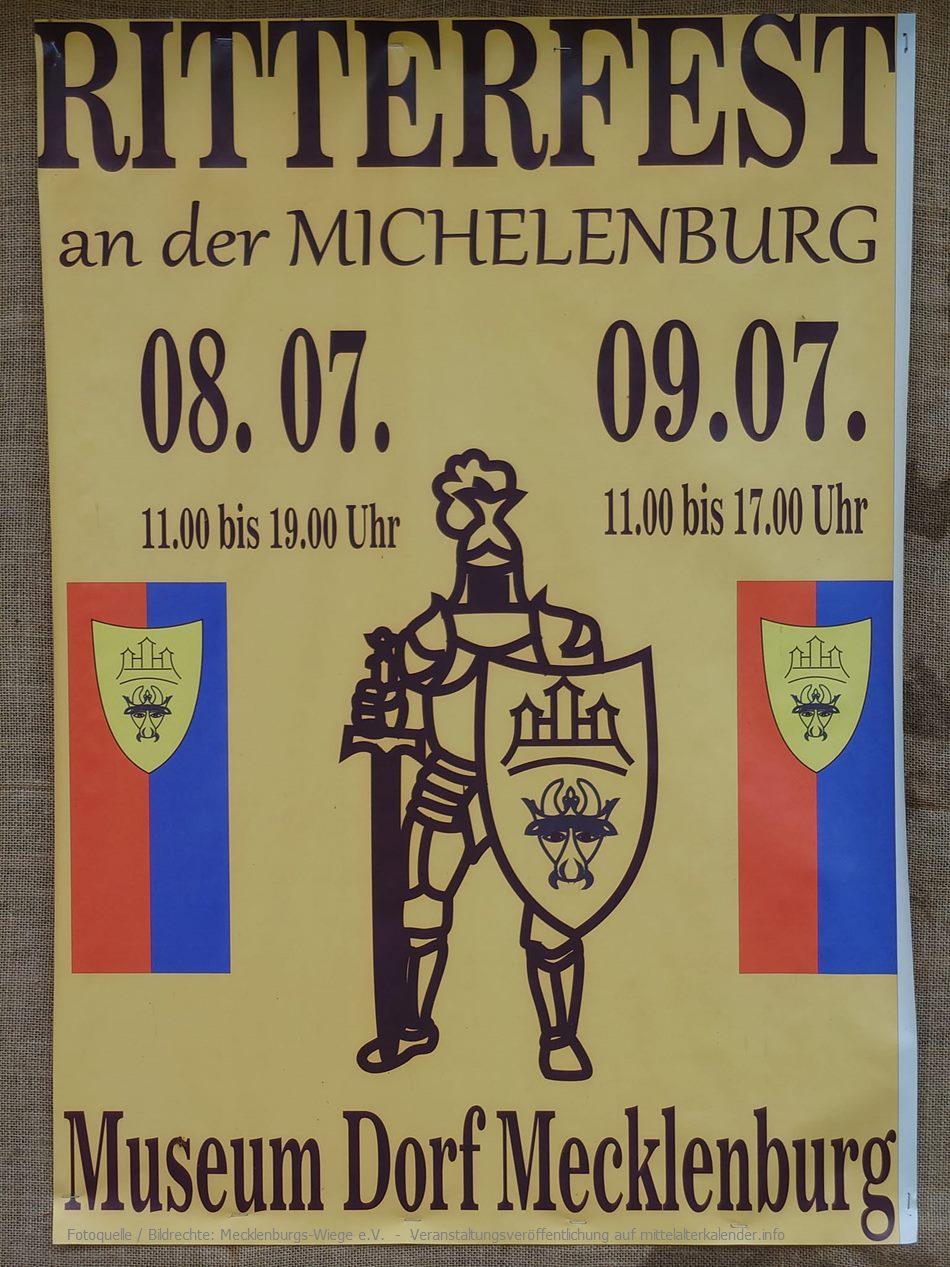 RITTERFEST
an der MICHELENBURG
08. 07.
09.07.
11.00 bis 19.00 Uhr
11.00 bis 17.00 Uhr
Museum Dorf Mecklenburg
Fotoquelle / Bildrechte: Mecklenburgs-Wiege e.V. - Veranstaltungsveröffentlichung auf mittelalterkalender.info